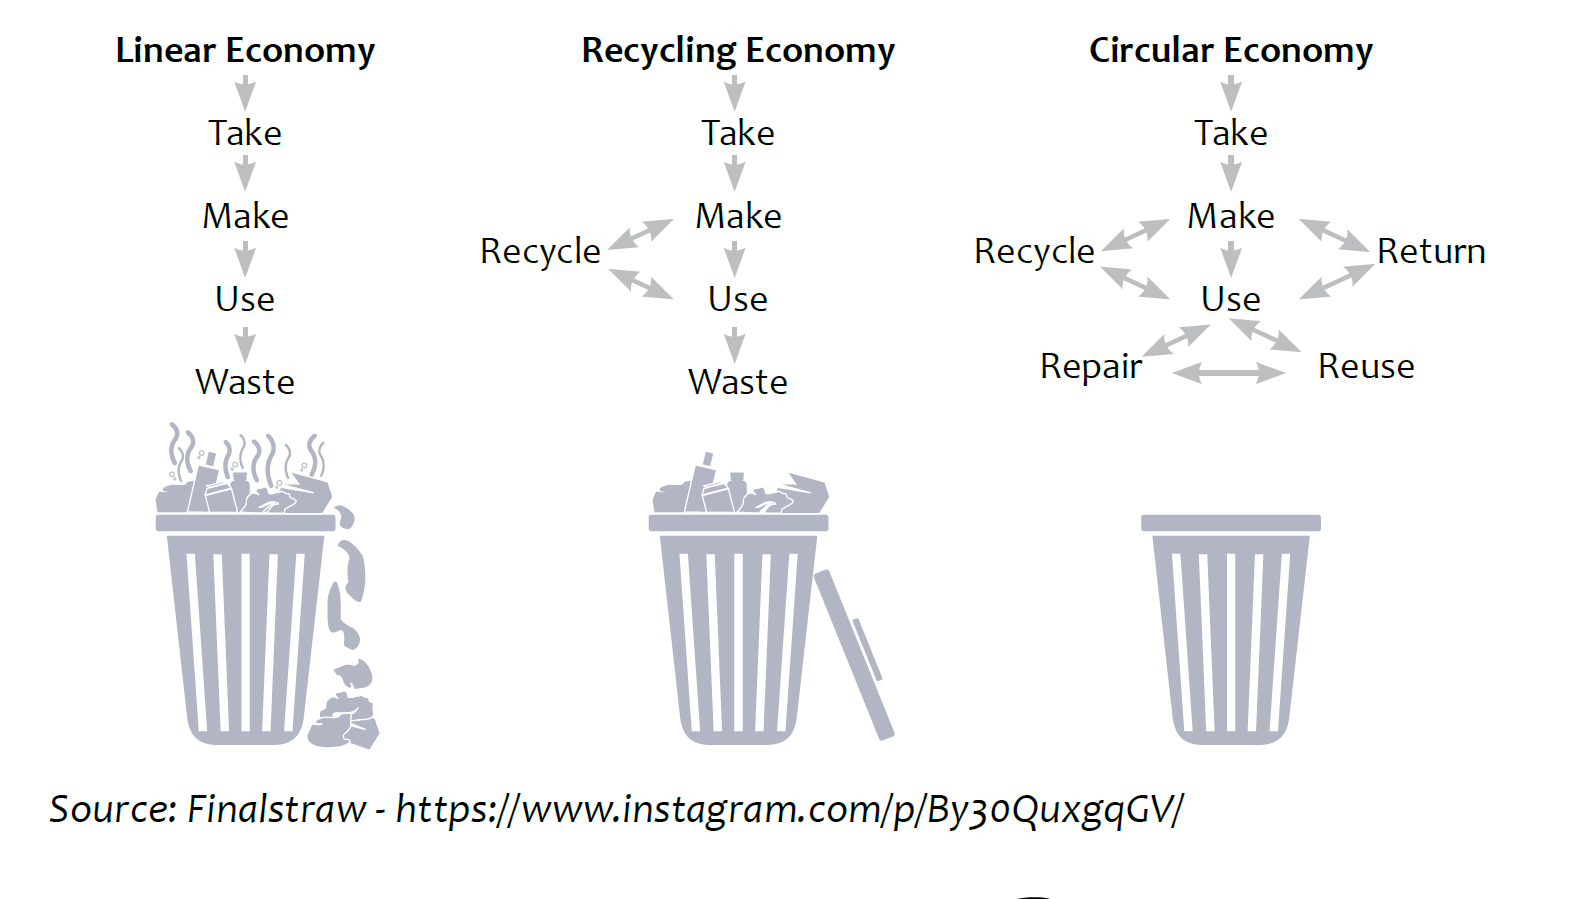 Linear Economy
Take
Make
Use
Waste
Recycling Economy
Take
Make
Recycle
Use
Waste
Circular Economy
Take
Make
Recycle
Return
Use
Repair
Reuse
Source: Finalstraw - https://www.instagram.com/p/By30QuxgqGV/